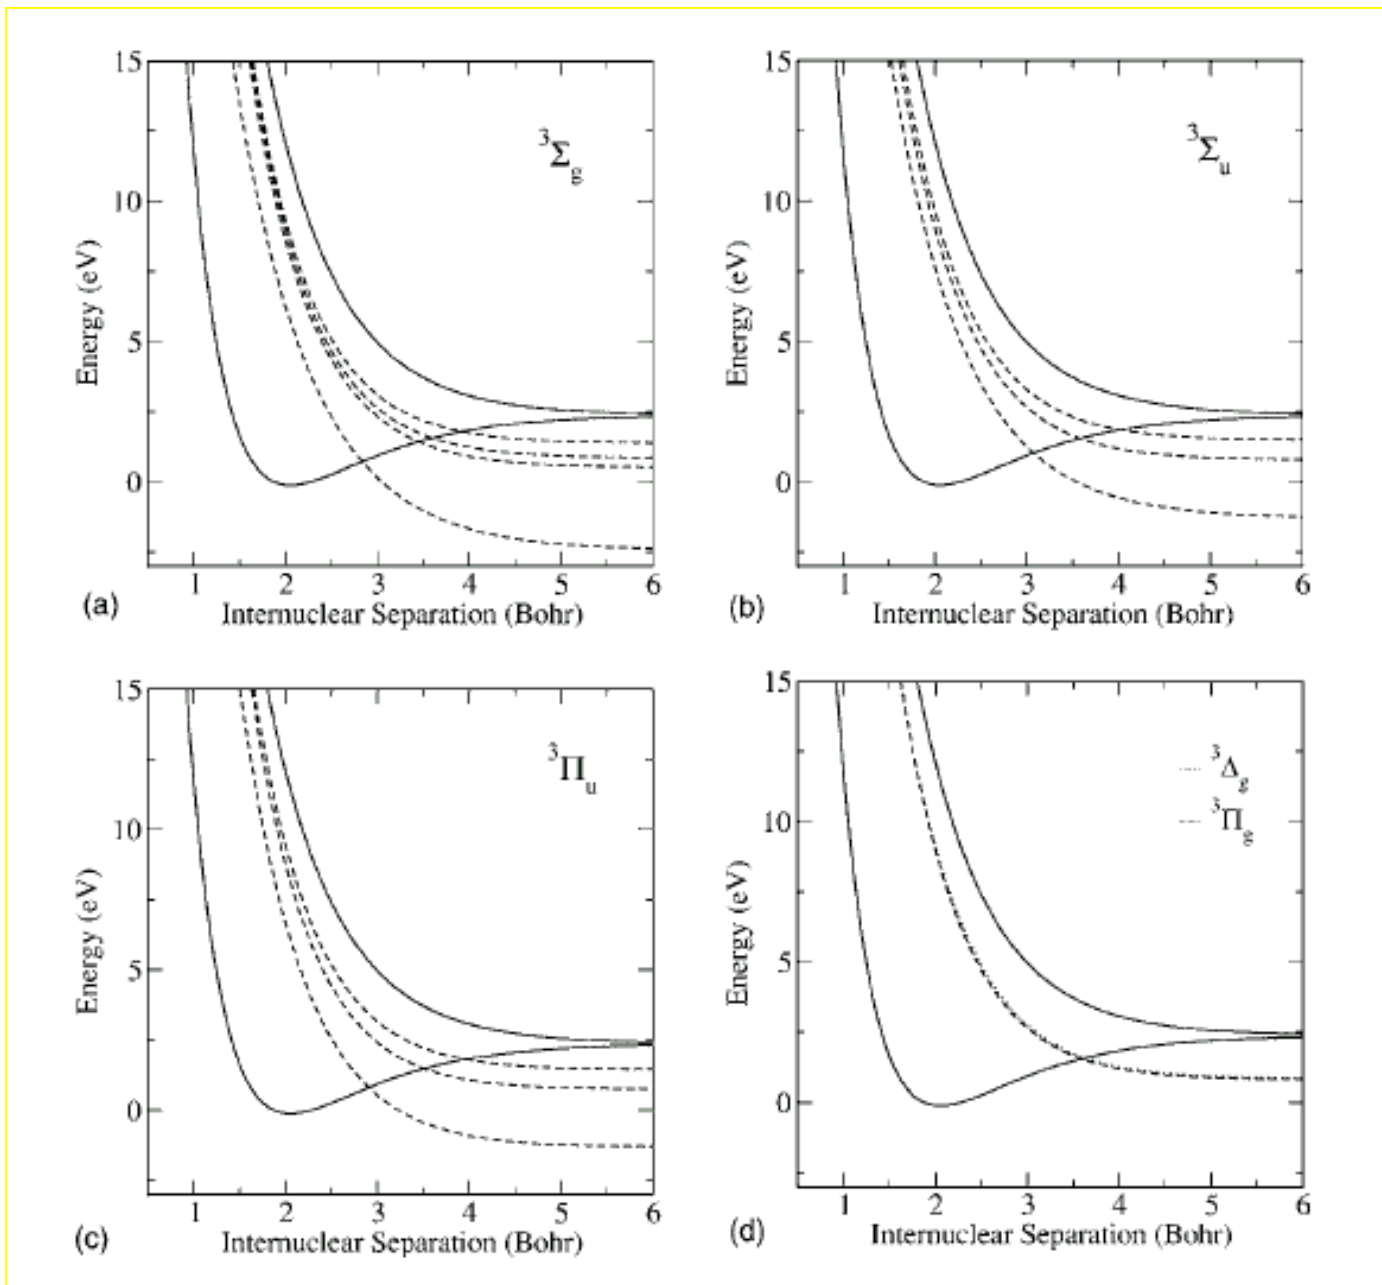 15
10
5
0
Energy (eV)
³Σg
1 2 3 4 5 6
Internuclear Separation (Bohr)
(a)
15
10
5
0
Energy (eV)
³Σu
1 2 3 4 5 6
Internuclear Separation (Bohr)
(b)
15
10
5
0
Energy (eV)
³Πu
1 2 3 4 5 6
Internuclear Separation (Bohr)
(c)
15
10
5
0
Energy (eV)
³Δg
³Πg
1 2 3 4 5 6
Internuclear Separation (Bohr)
(d)